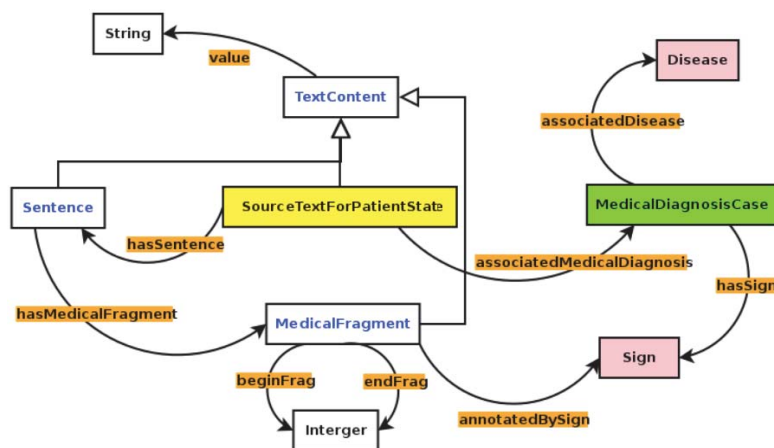 String
value
Disease
TextContent
associatedDisease
Sentence
SourceTextForPatientState
MedicalDiagnosisCase
hasSentence
associatedMedicalDiagnosis
hasSign
hasMedicalFragment
MedicalFragment
Sign
beginFrag
endFrag
annotatedBySign
Interger